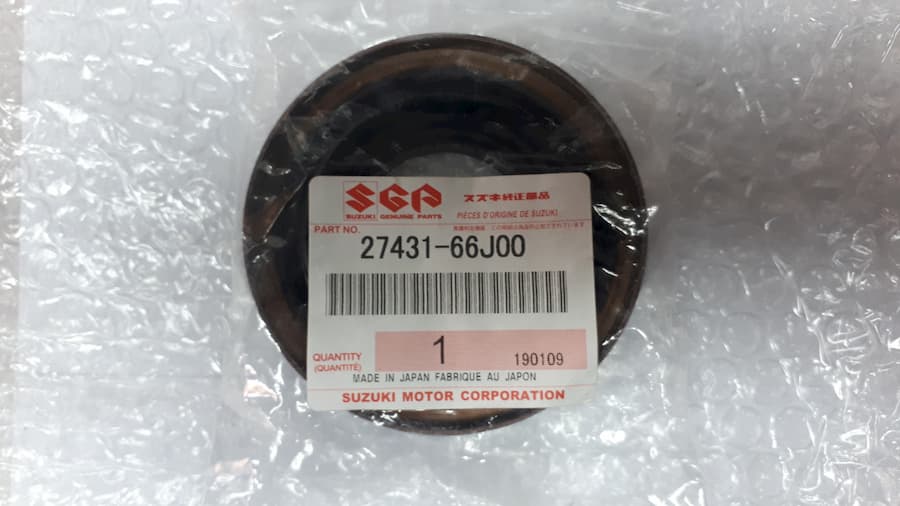 SGP
スズキ純正部品
SUZUKI GENUINE PARTS
PIÈCES D'ORIGINE DE SUZUKI
PART NO.
27431-66J00
QUANTITY
(QUANTITÉ)
1
190109
MADE IN JAPAN FABRIQUE AU JAPON
SUZUKI MOTOR CORPORATION